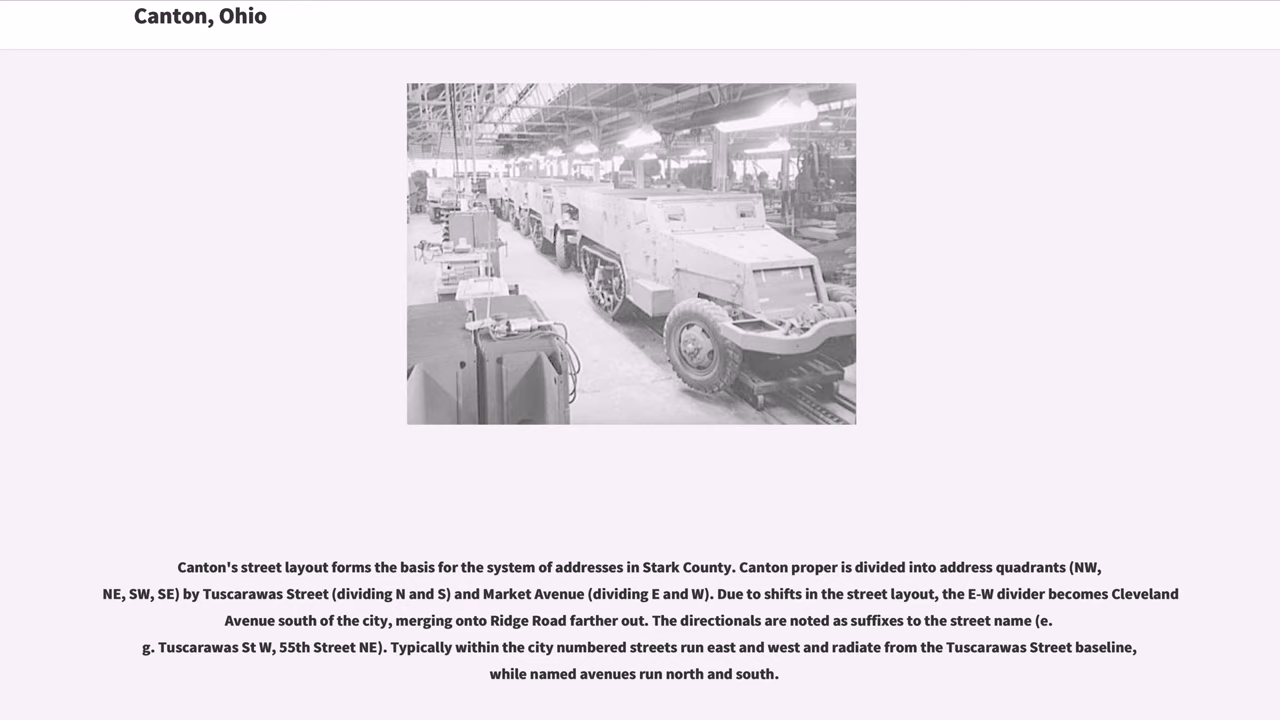 Canton, Ohio
Canton's street layout forms the basis for the system of addresses in Stark County. Canton proper is divided into address quadrants (NW,
NE, SW, SE) by Tuscarawas Street (dividing N and S) and Market Avenue (dividing E and W). Due to shifts in the street layout, the E-W divider becomes Cleveland
Avenue south of the city, merging onto Ridge Road farther out. The directionals are noted as suffixes to the street name (e.
g. Tuscarawas St W, 55th Street NE). Typically within the city numbered streets run east and west and radiate from the Tuscarawas Street baseline,
while named avenues run north and south.